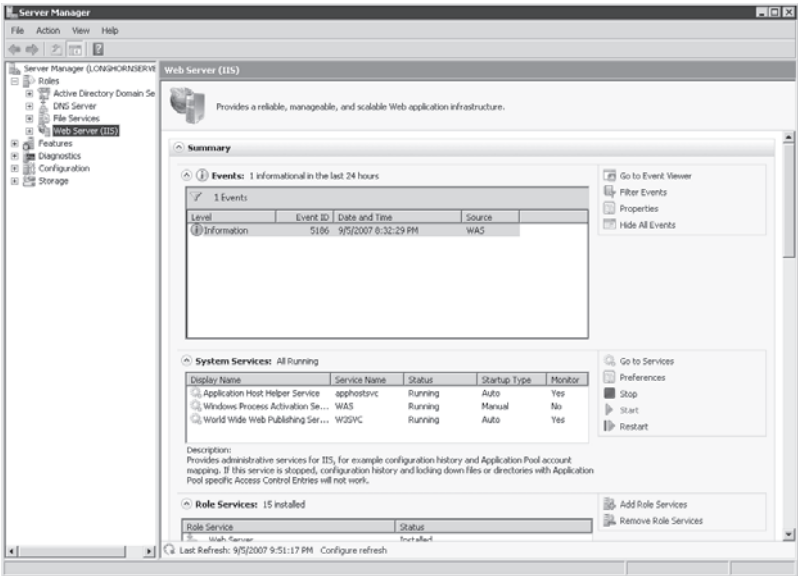 Server Manager
File Action View Help
Server Manager (LONGHORNSERVE
Roles
Active Directory Domain Se
DNS Server
File Services
Web Server (IIS)
Features
Diagnostics
Configuration
Storage
Web Server (IIS)
Provides a reliable, manageable, and scalable Web application infrastructure.
Summary
Events: 1 informational in the last 24 hours
1 Events
Level Event ID Date and Time Source
Information 5186 9/5/2007 8:32:29 PM WAS
Go to Event Viewer
Filter Events
Properties
Hide All Events
System Services: All Running
Display Name Service Name Status Startup Type Monitor
Application Host Helper Service apphostsvc Running Auto Yes
Windows Process Activation Se... WAS Running Manual No
World Wide Web Publishing Ser... W3SVC Running Auto Yes
Description:
Provides administrative services for IIS, for example configuration history and Application Pool account
mapping. If this service is stopped, configuration history and locking down files or directories with Application
Pool specific Access Control Entries will not work.
Go to Services
Preferences
Stop
Start
Restart
Role Services: 15 installed
Role Service Status
Web Server Installed
Add Role Services
Remove Role Services
Last Refresh: 9/5/2007 9:51:17 PM Configure refresh